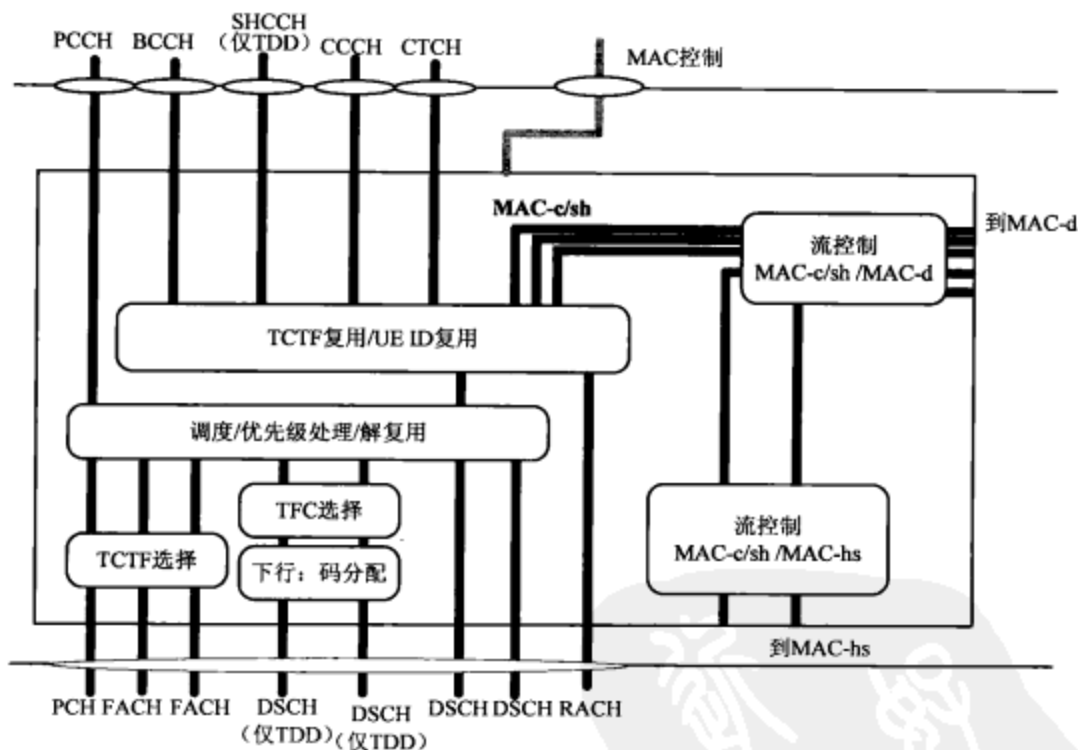 PCCH BCCH SHCCH
(仅TDD) CCCH CTCH
MAC控制
MAC-c/sh
到MAC-d
流控制
MAC-c/sh /MAC-d
TCTF复用/UE ID复用
调度/优先级处理/解复用
TFC选择
流控制
MAC-c/sh /MAC-hs
TCTF选择
下行：码分配
到MAC-hs
PCH FACH FACH DSCH
(仅TDD) DSCH
(仅TDD) DSCH DSCH RACH